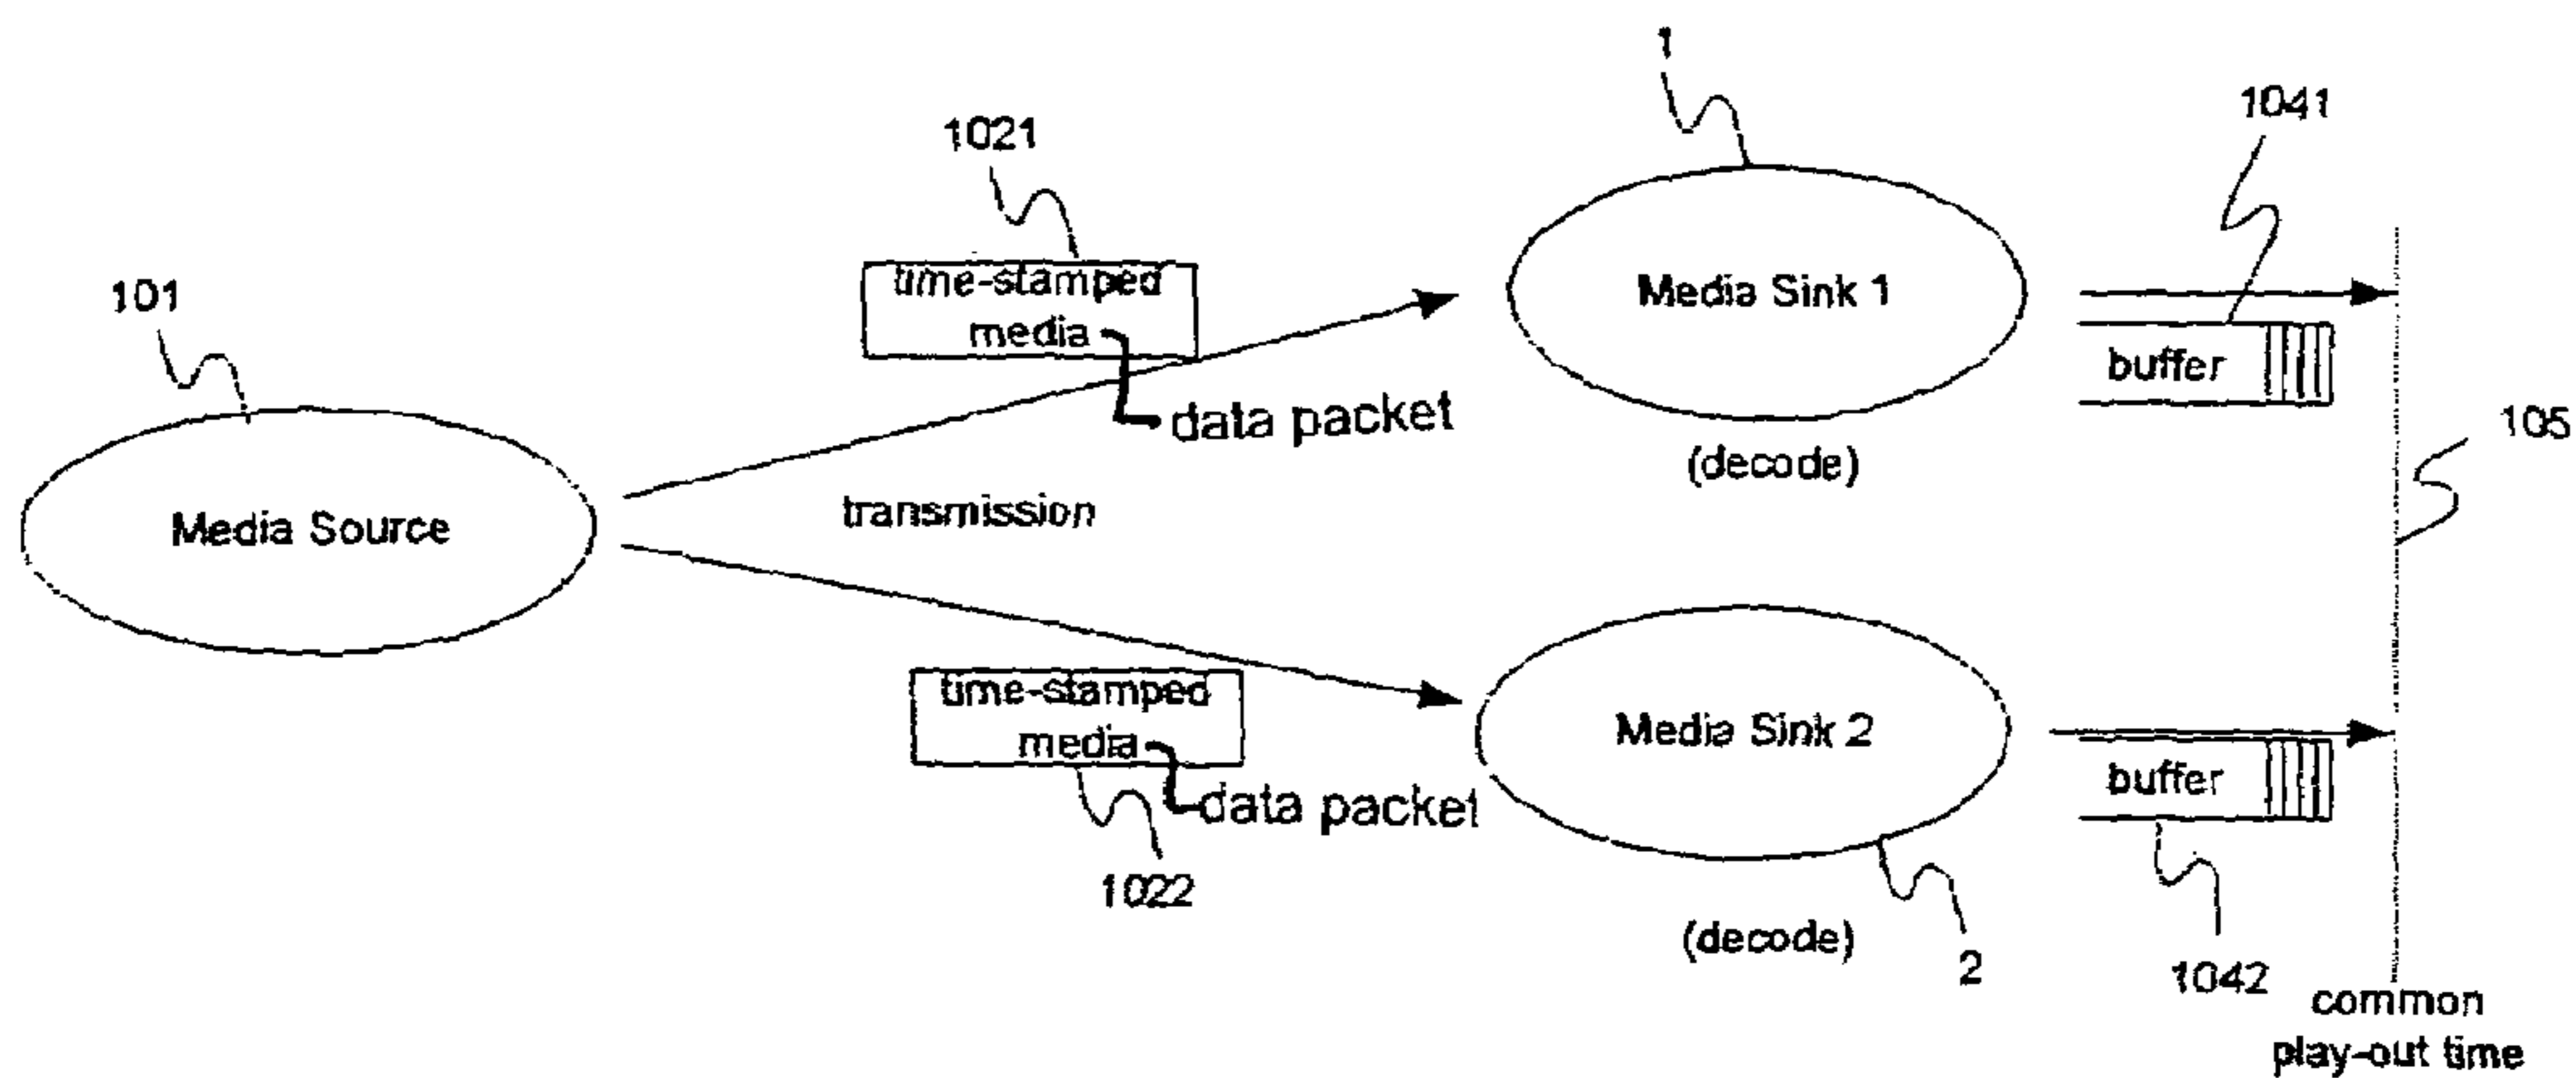 1
1041
1021
101
time-stamped
media
Media Sink 1
buffer
data packet
105
(decode)
transmission
Media Source
time-stamped
media
Media Sink 2
buffer
data packet
1022
(decode)
2
1042
common
play-out time